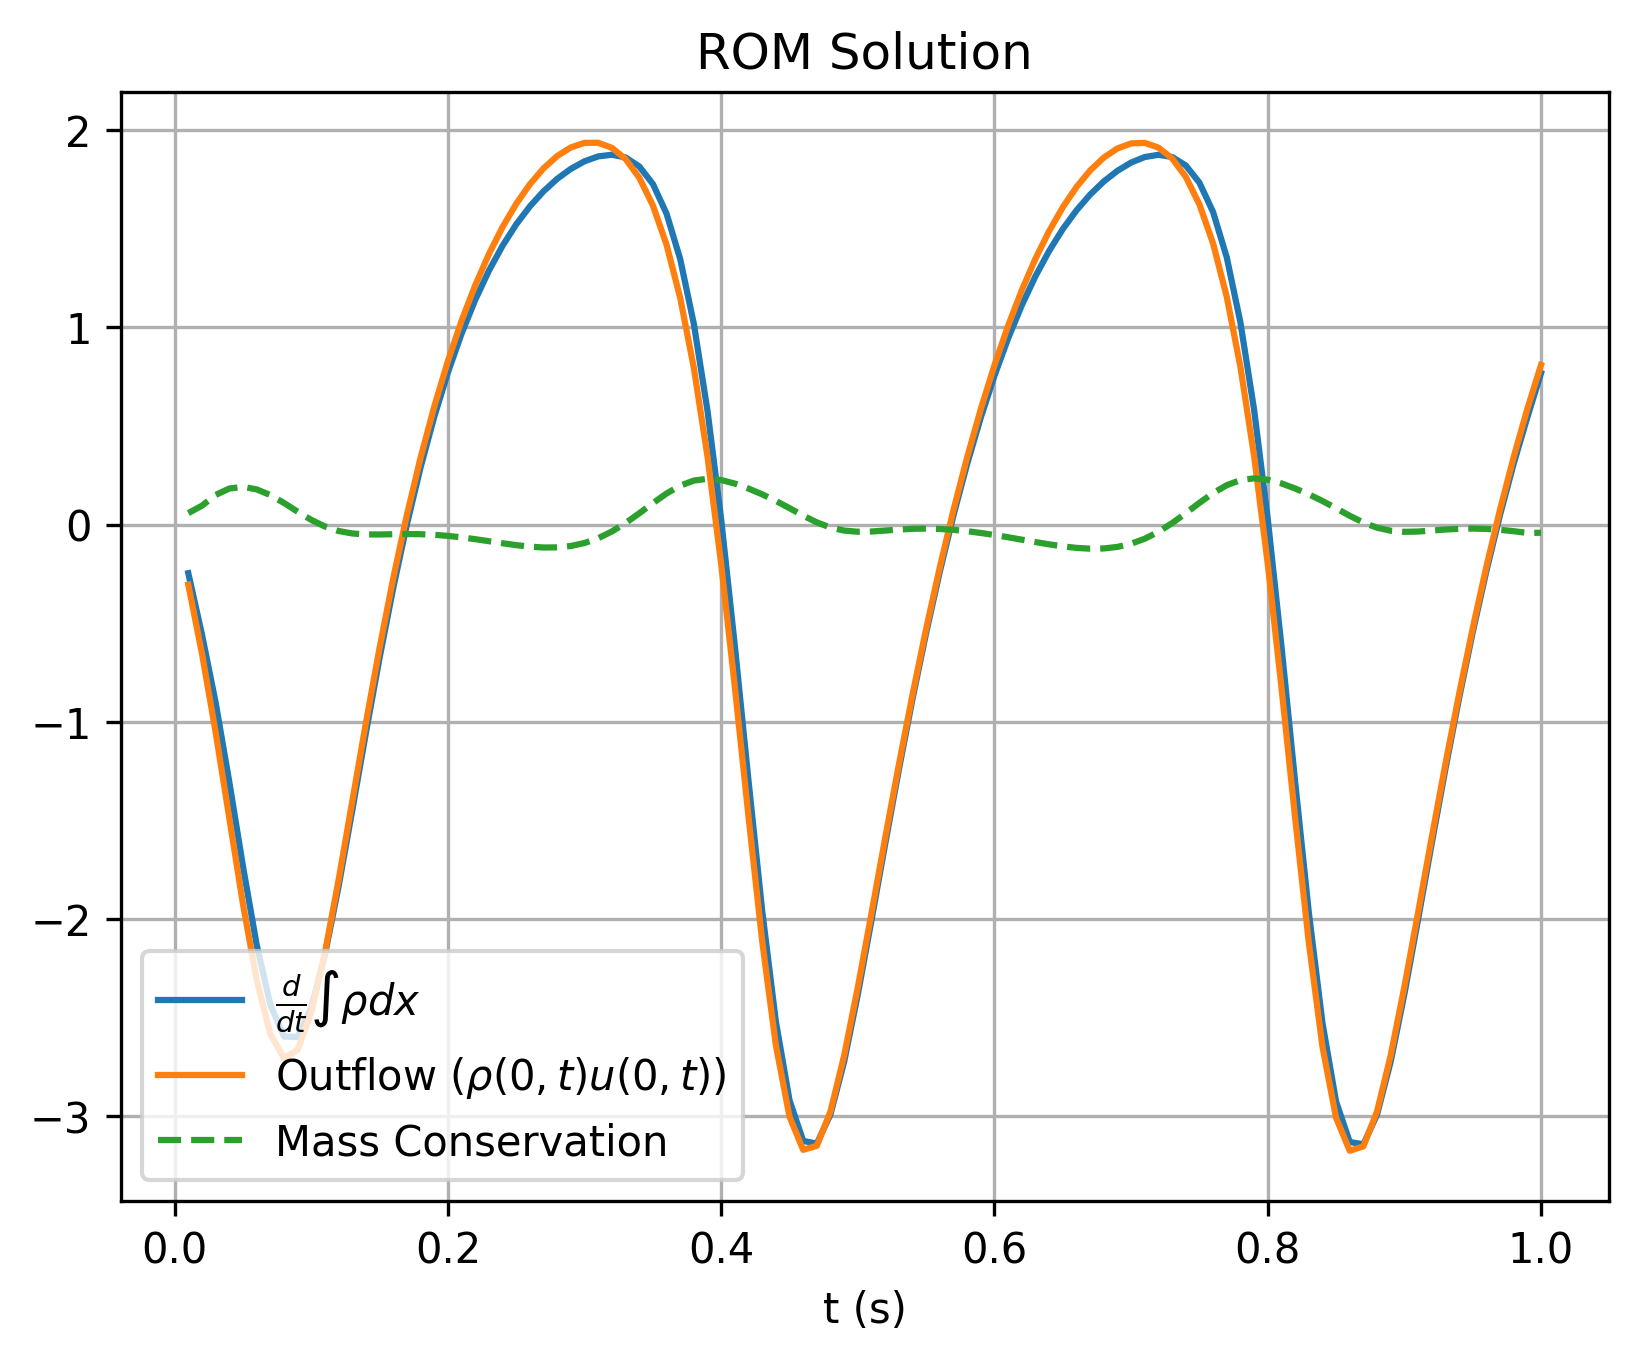 ROM Solution
2
1
0
−1
−2
−3
d/dt ∫ρdx
Outflow (ρ(0, t)u(0, t))
Mass Conservation
0.0 0.2 0.4 0.6 0.8 1.0
t (s)